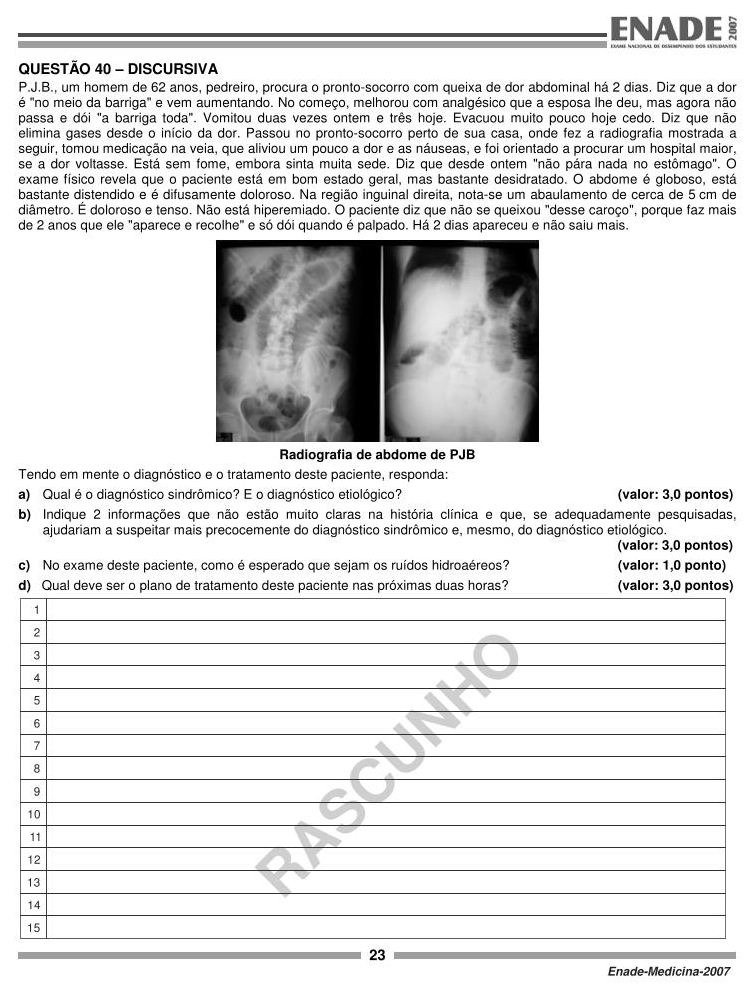 ENADE
2007
EXAME NACIONAL DE DESEMPENHO DOS ESTUDANTES
QUESTÃO 40 – DISCURSIVA
P.J.B., um homem de 62 anos, pedreiro, procura o pronto-socorro com queixa de dor abdominal há 2 dias. Diz que a dor
é "no meio da barriga" e vem aumentando. No começo, melhorou com analgésico que a esposa lhe deu, mas agora não
passa e dói "a barriga toda". Vomitou duas vezes ontem e três hoje. Evacuou muito pouco hoje cedo. Diz que não
elimina gases desde o início da dor. Passou no pronto-socorro perto de sua casa, onde fez a radiografia mostrada a
seguir, tomou medicação na veia, que aliviou um pouco a dor e as náuseas, e foi orientado a procurar um hospital maior,
se a dor voltasse. Está sem fome, embora sinta muita sede. Diz que desde ontem "não pára nada no estômago". O
exame físico revela que o paciente está em bom estado geral, mas bastante desidratado. O abdome é globoso, está
bastante distendido e é difusamente doloroso. Na região inguinal direita, nota-se um abaulamento de cerca de 5 cm de
diâmetro. É doloroso e tenso. Não está hiperemiado. O paciente diz que não se queixou "desse caroço", porque faz mais
de 2 anos que ele "aparece e recolhe" e só dói quando é palpado. Há 2 dias apareceu e não saiu mais.
Radiografia de abdome de PJB
Tendo em mente o diagnóstico e o tratamento deste paciente, responda:
a) Qual é o diagnóstico sindrômico? E o diagnóstico etiológico? (valor: 3,0 pontos)
b) Indique 2 informações que não estão muito claras na história clínica e que, se adequadamente pesquisadas,
ajudariam a suspeitar mais precocemente do diagnóstico sindrômico e, mesmo, do diagnóstico etiológico.
(valor: 3,0 pontos)
c) No exame deste paciente, como é esperado que sejam os ruídos hidroaéreos? (valor: 1,0 ponto)
d) Qual deve ser o plano de tratamento deste paciente nas próximas duas horas? (valor: 3,0 pontos)
1
2
3
4
5
6
7
8
9
10
11
12
13
14
15
RASCUNHO
23
Enade-Medicina-2007